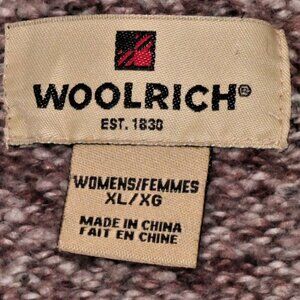 WOOLRICH®
EST. 1830
WOMENS/FEMMES
XL/XG
MADE IN CHINA
FAIT EN CHINE